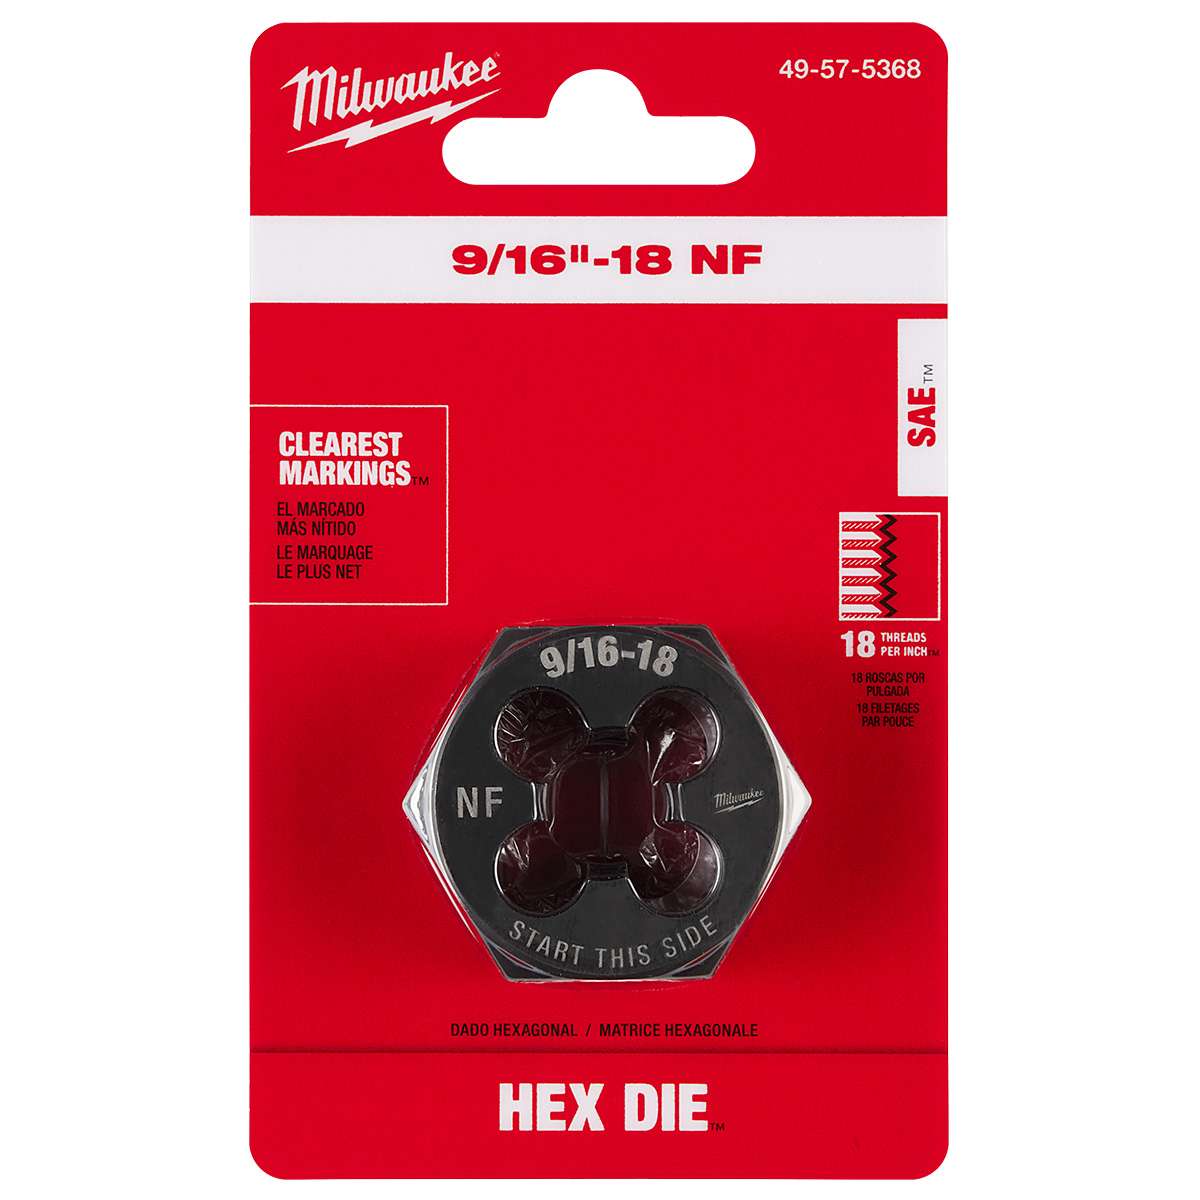 Milwaukee
49-57-5368
9/16"-18 NF
SAE™
CLEAREST
MARKINGS™
EL MARCADO
MÁS NÍTIDO
LE MARQUAGE
LE PLUS NET
18 THREADS
PER INCH™
18 ROSCAS POR
PULGADA
18 FILETAGES
PAR POUCE
9/16-18
NF
Milwaukee
START THIS SIDE
DADO HEXAGONAL / MATRICE HEXAGONALE
HEX DIE™